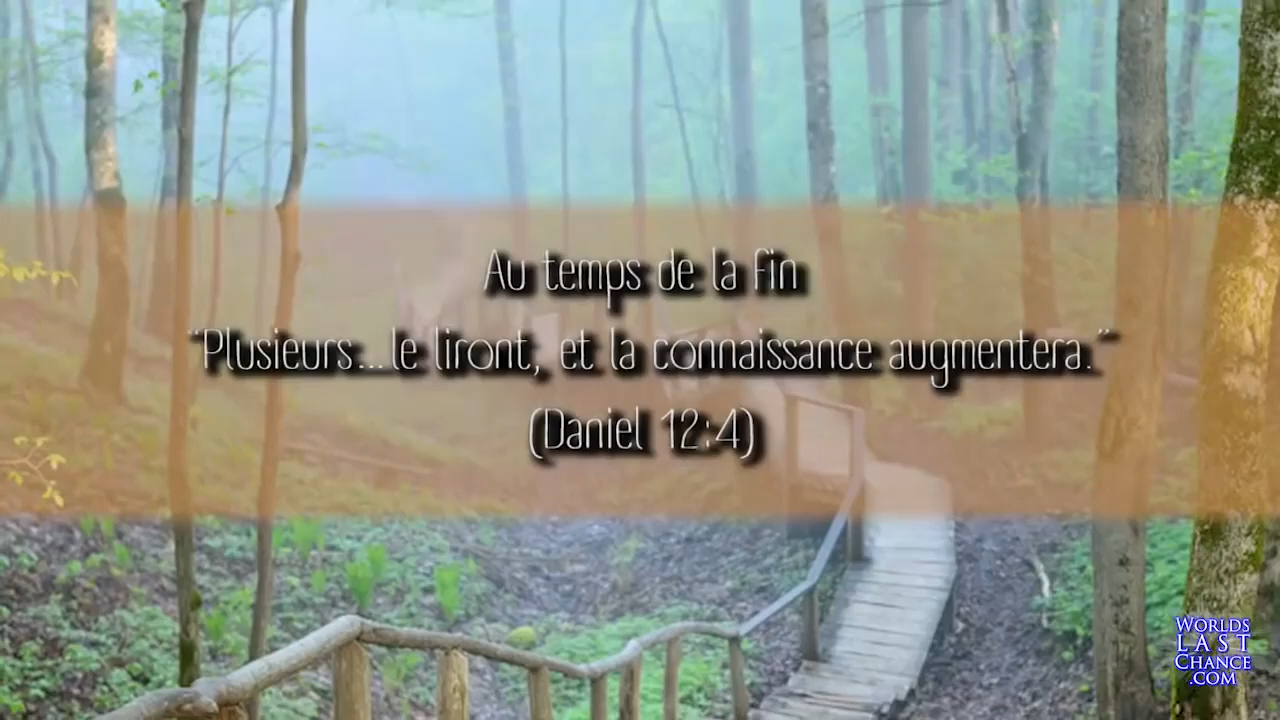 Au temps de la fin
“Plusieurs...le liront, et la connaissance augmentera.”
(Daniel 12:4)
WORLDS
LAST
CHANCE
.COM